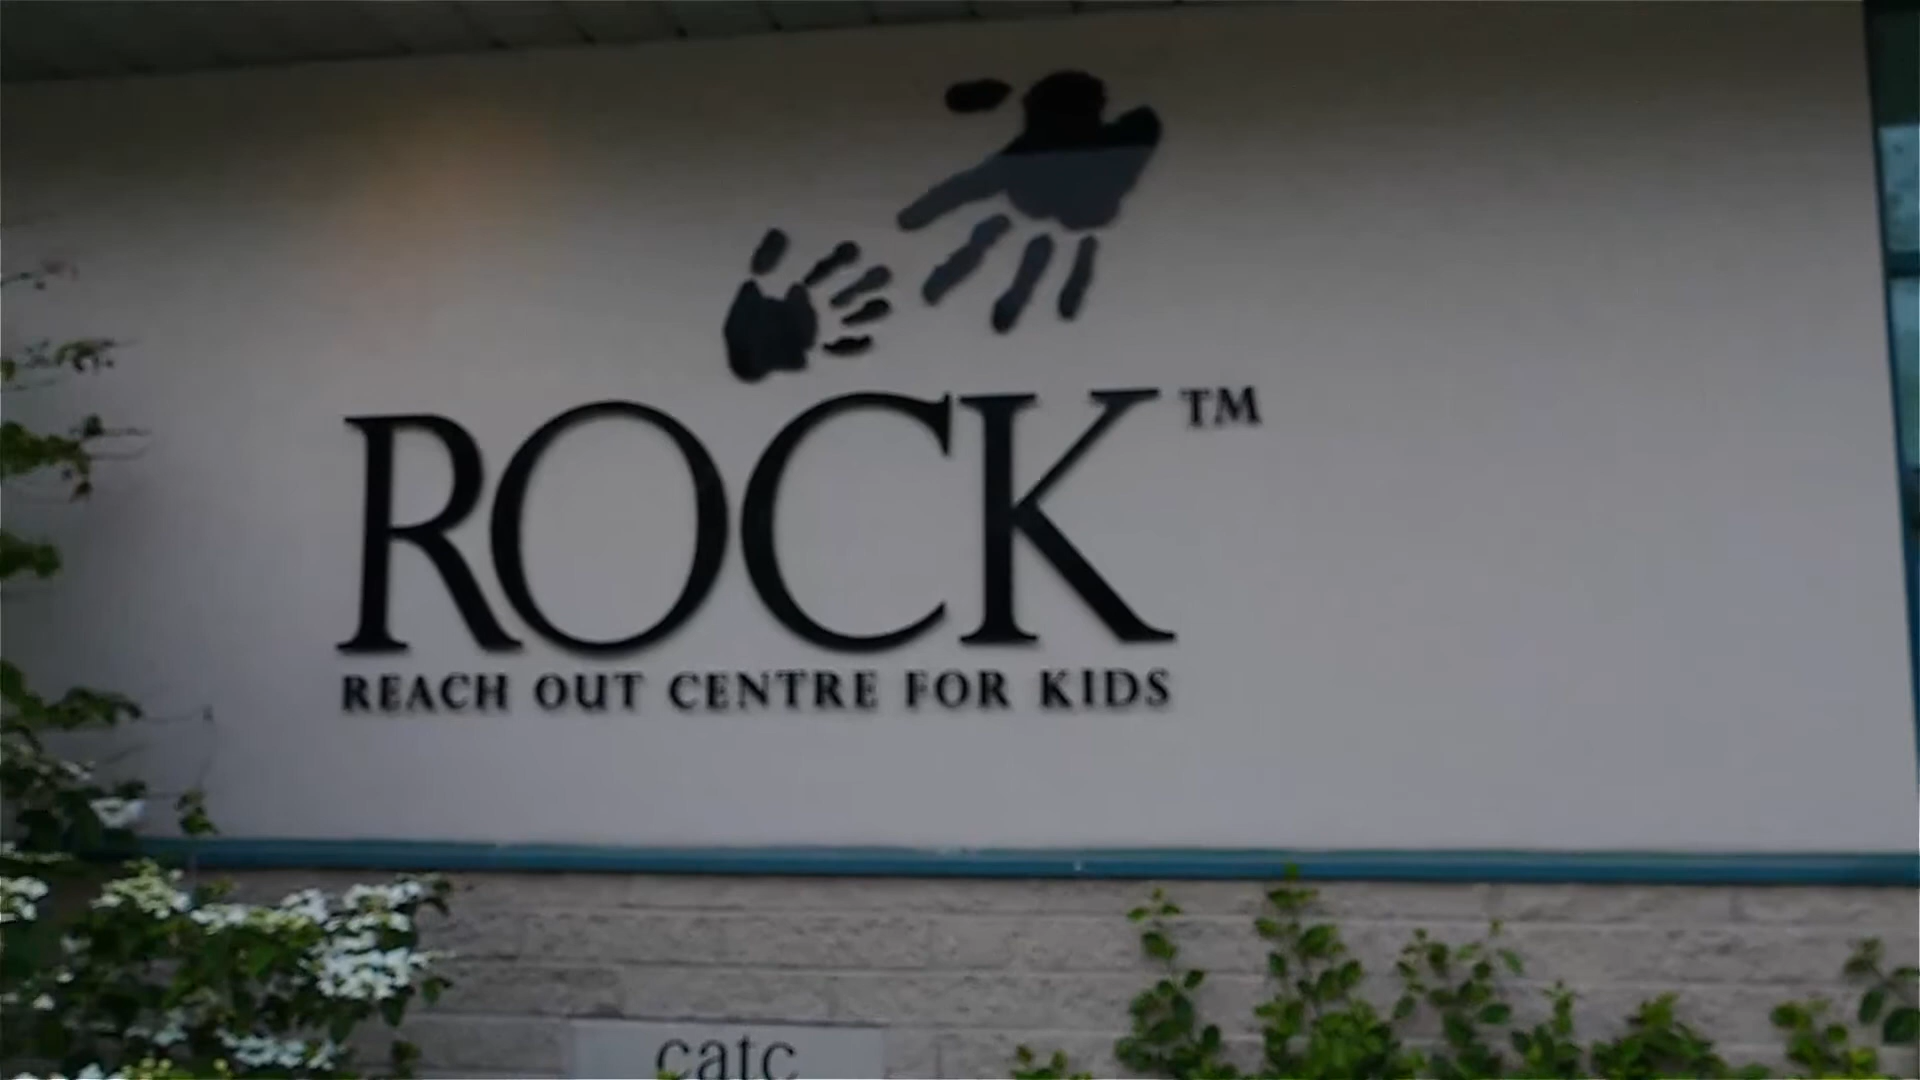 ROCK™
REACH OUT CENTRE FOR KIDS
catc